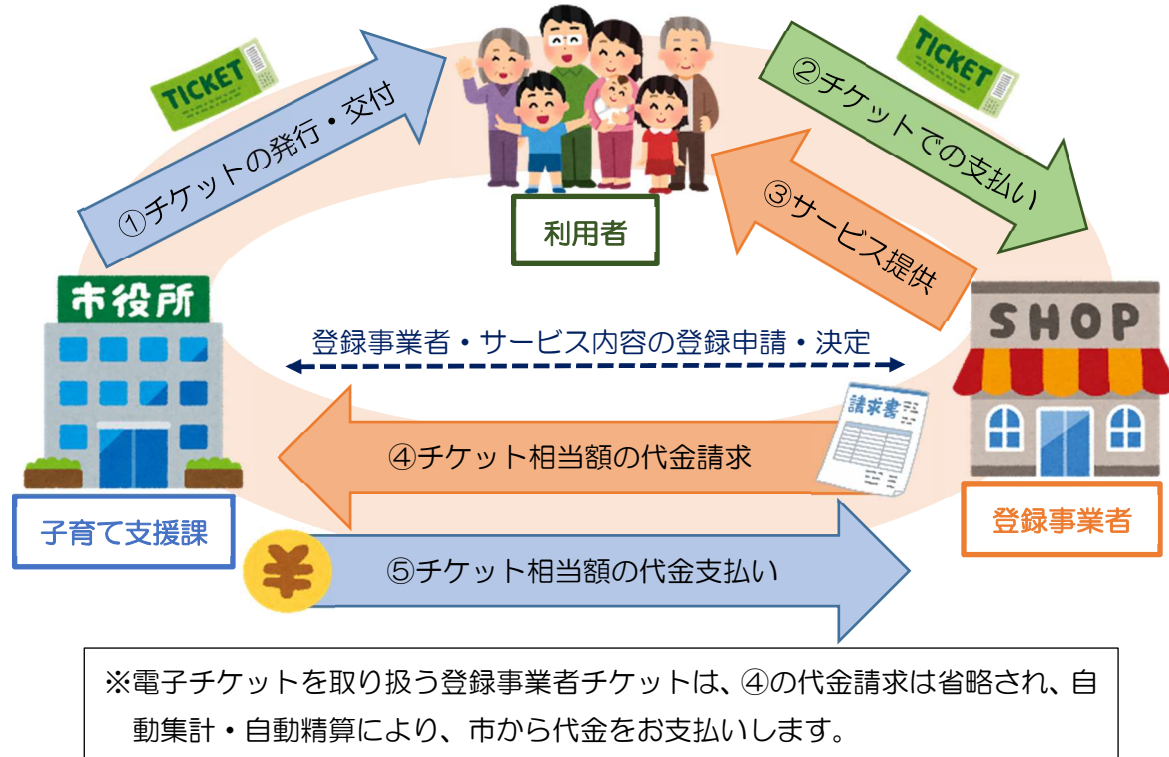 TICKET
①チケットの発行・交付
利用者
TICKET
②チケットでの支払い
③サービス提供
市役所
子育て支援課
登録事業者・サービス内容の登録申請・決定
SHOP
登録事業者
請求書
④チケット相当額の代金請求
¥
⑤チケット相当額の代金支払い
※電子チケットを取り扱う登録事業者チケットは、④の代金請求は省略され、自
動集計・自動精算により、市から代金をお支払いします。